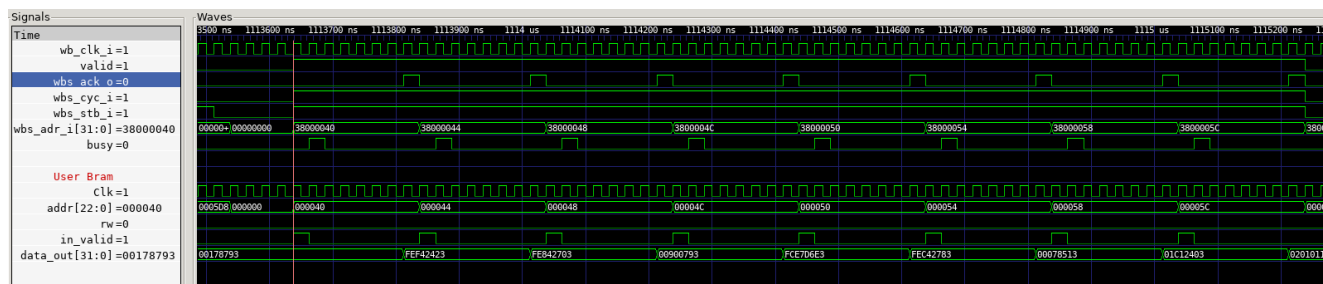 Signals
Waves
Time
3500 ns 1113600 ns 1113700 ns 1113800 ns 1113900 ns 1114 us 1114100 ns 1114200 ns 1114300 ns 1114400 ns 1114500 ns 1114600 ns 1114700 ns 1114800 ns 1114900 ns 1115 us 1115100 ns 1115200 ns
wb_clk_i=1
valid=1
wbs_ack_o=0
wbs_cyc_i=1
wbs_stb_i=1
wbs_adr_i[31:0]=38000040 00000+ 00000000 38000040 38000044 38000048 3800004C 38000050 38000054 38000058 3800005C 3800
busy=0
User Bram
Clk=1
addr[22:0]=000040 0005D8 000000 000040 000044 000048 00004C 000050 000054 000058 00005C
rw=0
in_valid=1
data_out[31:0]=00178793 00178793 FEF42423 FE842703 00900793 FCE7D6E3 FEC42783 00078513 01C12403 0201011